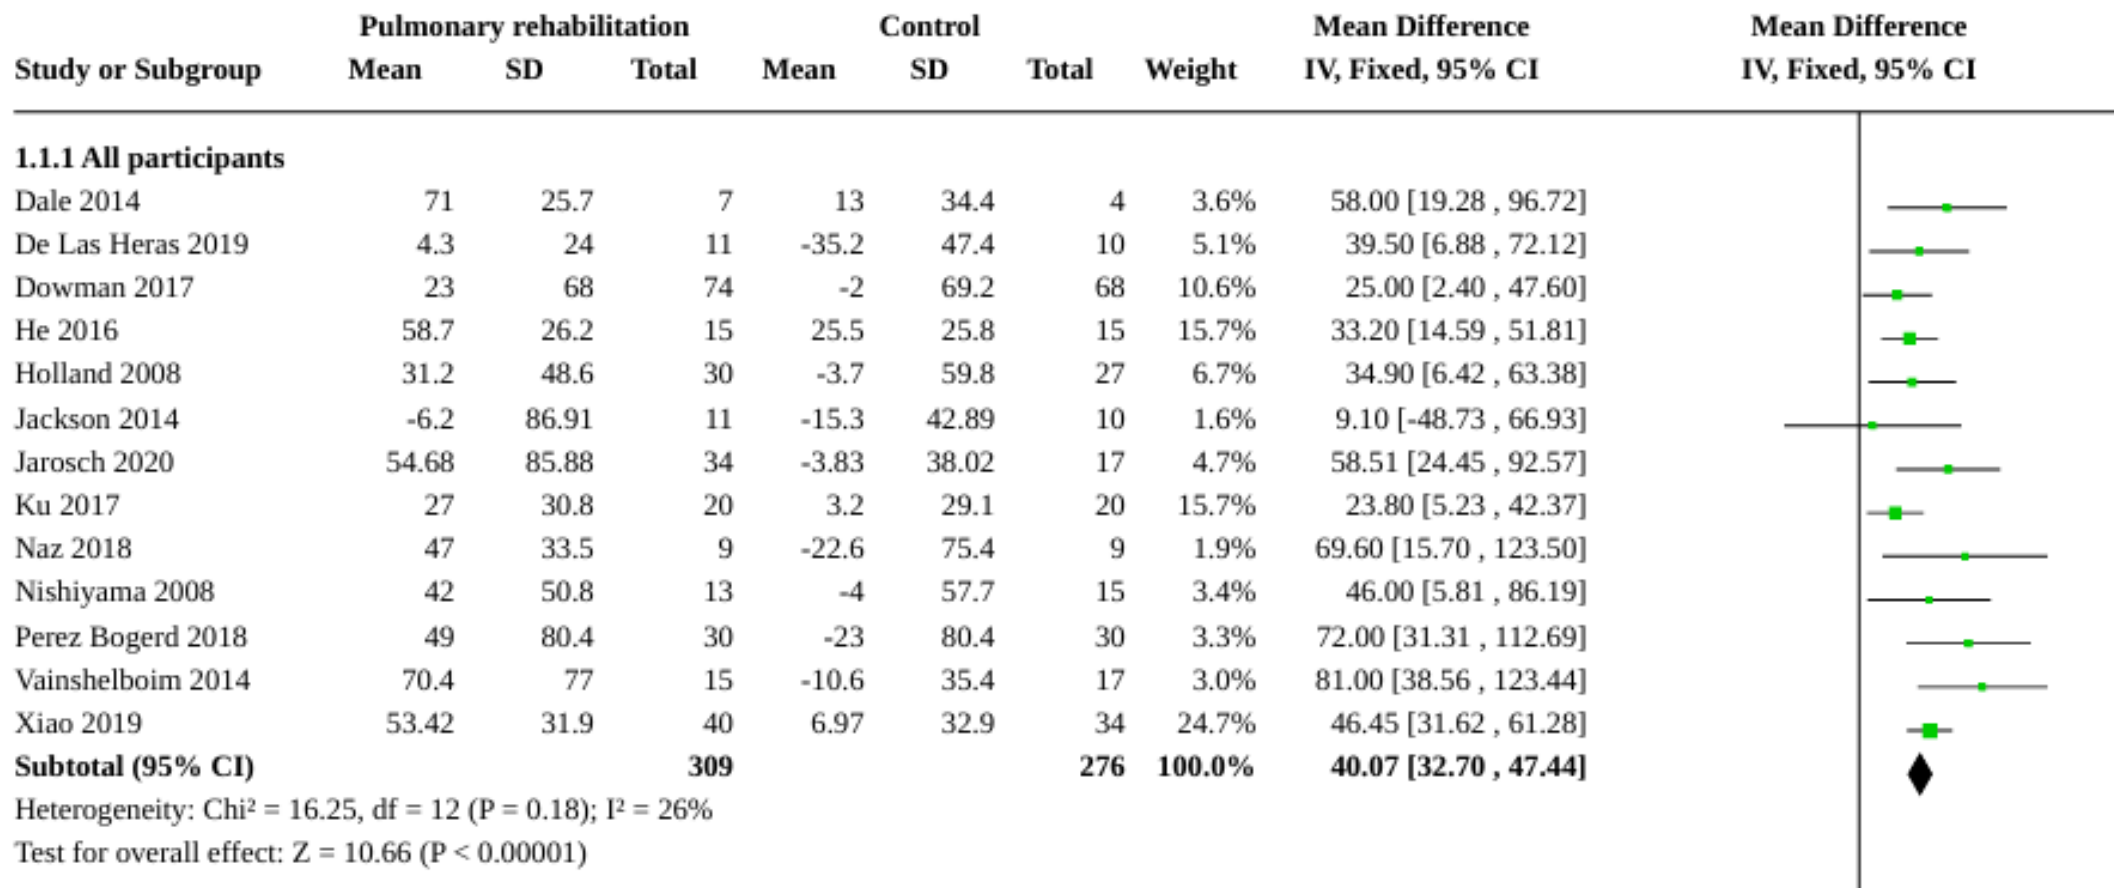 Pulmonary rehabilitation Control Mean Difference Mean Difference
Study or Subgroup Mean SD Total Mean SD Total Weight IV, Fixed, 95% CI IV, Fixed, 95% CI
1.1.1 All participants
Dale 2014 71 25.7 7 13 34.4 4 3.6% 58.00 [19.28 , 96.72]
De Las Heras 2019 4.3 24 11 -35.2 47.4 10 5.1% 39.50 [6.88 , 72.12]
Dowman 2017 23 68 74 -2 69.2 68 10.6% 25.00 [2.40 , 47.60]
He 2016 58.7 26.2 15 25.5 25.8 15 15.7% 33.20 [14.59 , 51.81]
Holland 2008 31.2 48.6 30 -3.7 59.8 27 6.7% 34.90 [6.42 , 63.38]
Jackson 2014 -6.2 86.91 11 -15.3 42.89 10 1.6% 9.10 [-48.73 , 66.93]
Jarosch 2020 54.68 85.88 34 -3.83 38.02 17 4.7% 58.51 [24.45 , 92.57]
Ku 2017 27 30.8 20 3.2 29.1 20 15.7% 23.80 [5.23 , 42.37]
Naz 2018 47 33.5 9 -22.6 75.4 9 1.9% 69.60 [15.70 , 123.50]
Nishiyama 2008 42 50.8 13 -4 57.7 15 3.4% 46.00 [5.81 , 86.19]
Perez Bogerd 2018 49 80.4 30 -23 80.4 30 3.3% 72.00 [31.31 , 112.69]
Vainshelboim 2014 70.4 77 15 -10.6 35.4 17 3.0% 81.00 [38.56 , 123.44]
Xiao 2019 53.42 31.9 40 6.97 32.9 34 24.7% 46.45 [31.62 , 61.28]
Subtotal (95% CI) 309 276 100.0% 40.07 [32.70 , 47.44]
Heterogeneity: Chi² = 16.25, df = 12 (P = 0.18); I² = 26%
Test for overall effect: Z = 10.66 (P < 0.00001)